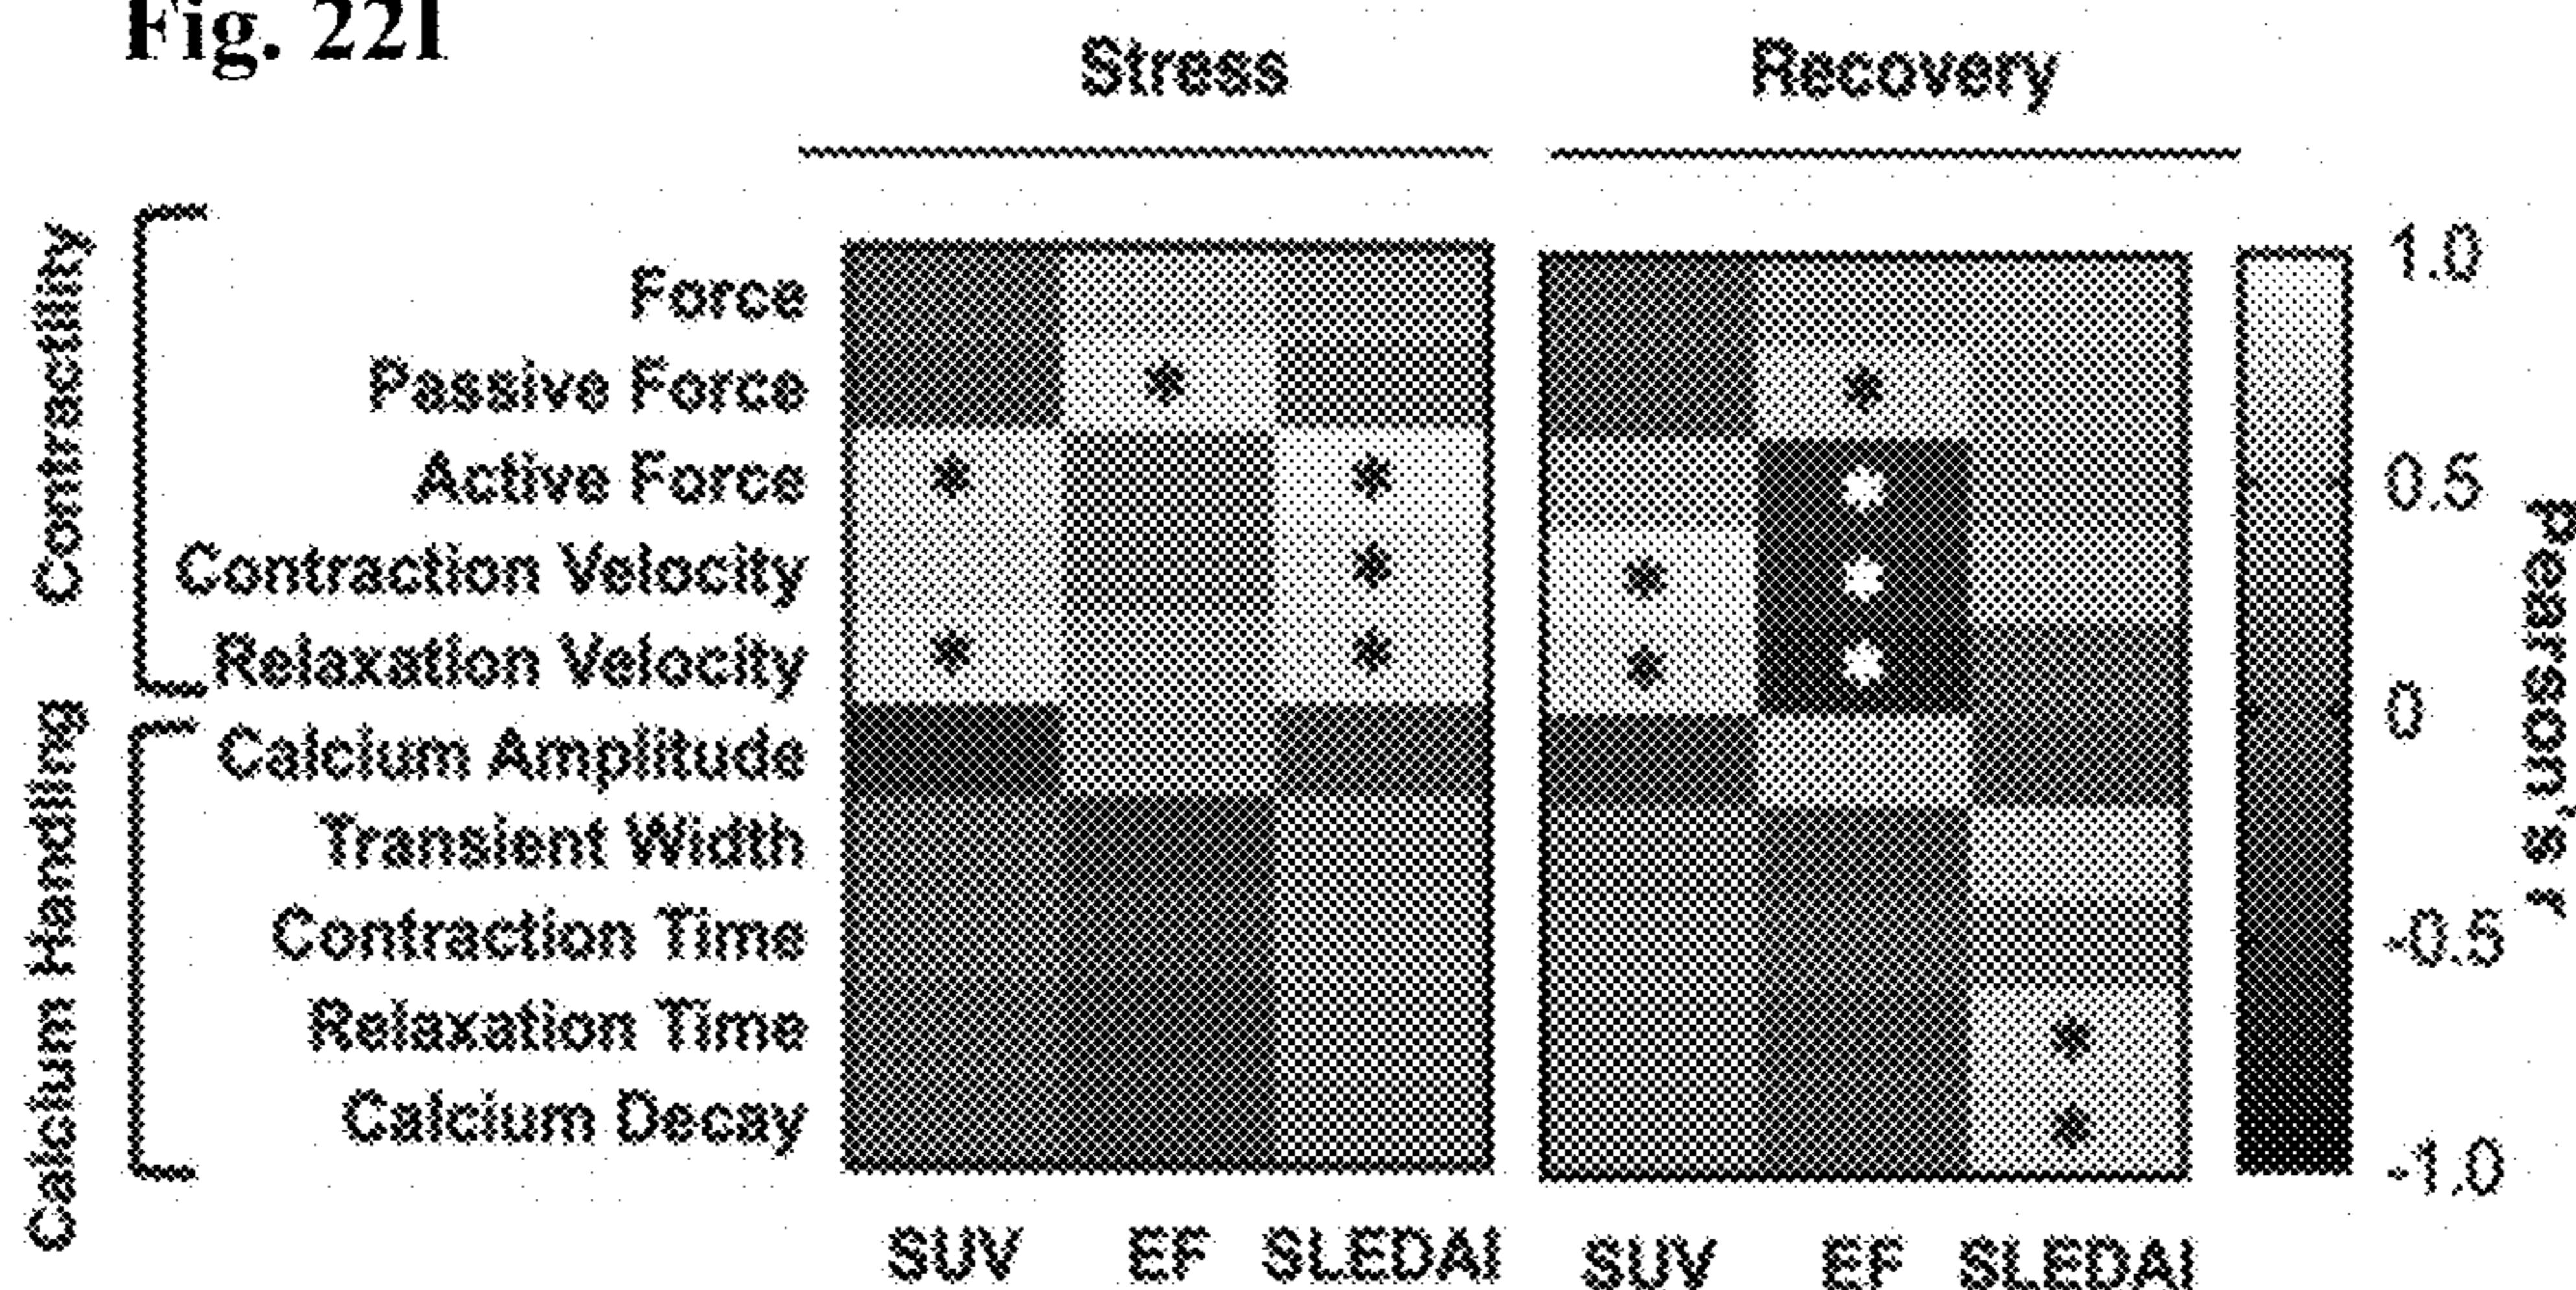 Fig. 22I
Stress
Recovery
Contractility
Force
Passive Force
* *
Active Force
* * *
Contraction Velocity
* * *
Relaxation Velocity
* * * *
Calcium Handling
Calcium Amplitude
Transient Width
Contraction Time
Relaxation Time
*
Calcium Decay
*
SUV EF SLEDAI
SUV EF SLEDAI
1.0
0.5
0
-0.5
-1.0
Pearson's r